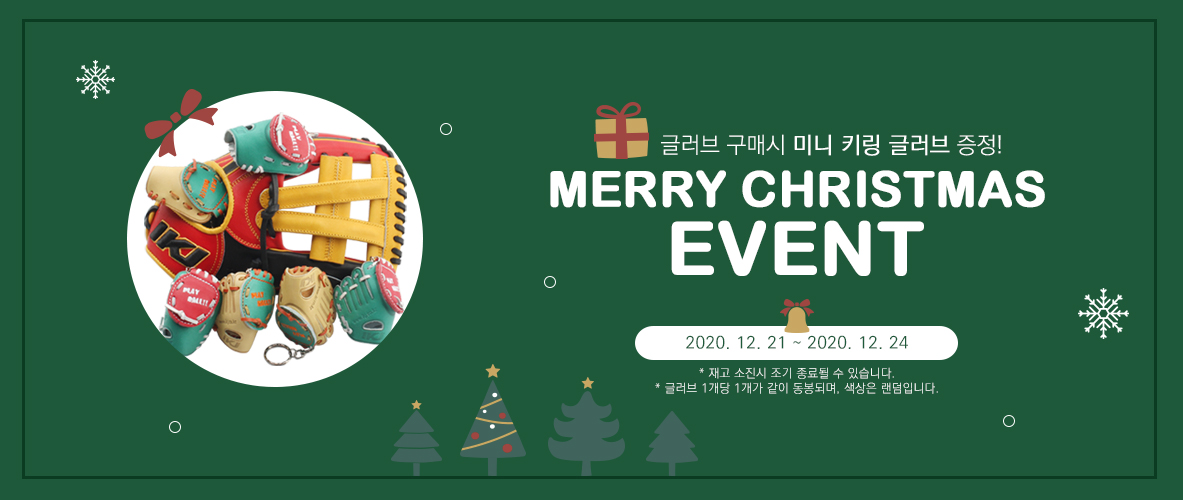 글러브 구매시 미니 키링 글러브 증정!
MERRY CHRISTMAS
EVENT
2020. 12. 21 ~ 2020. 12. 24
* 재고 소진시 조기 종료될 수 있습니다.
* 글러브 1개당 1개가 같이 동봉되며, 색상은 랜덤입니다.
PLAY
BALL!!